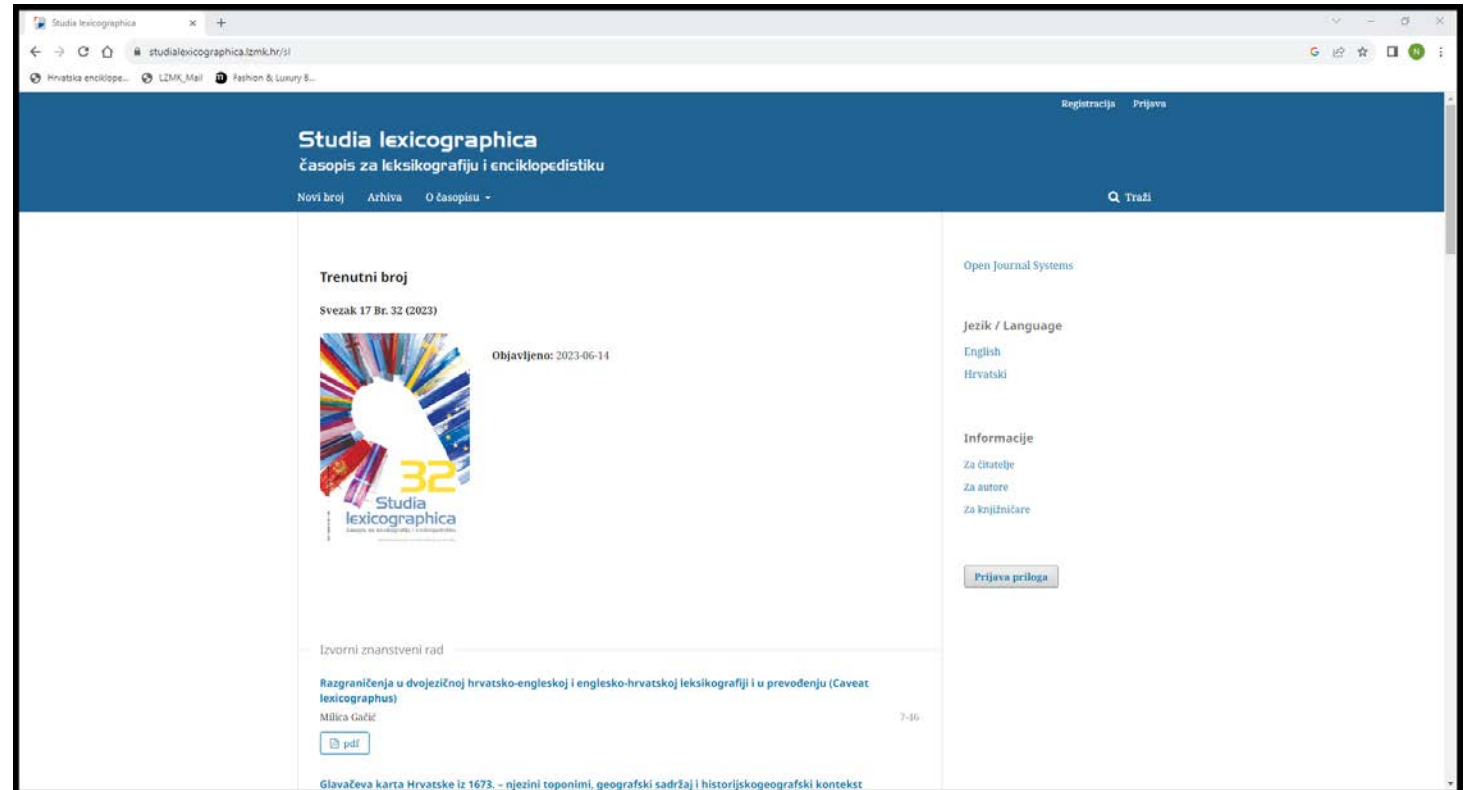 Studia lexicographica
studialexicographica.lzmk.hr/sl
Hrvatska enciklope...
LZMK_Mail
Fashion & Luxury B...
Registracija
Prijava
Studia lexicographica
časopis za leksikografiju i enciklopedistiku
Novi broj
Arhiva
O časopisu
Traži
Trenutni broj
Svezak 17 Br. 32 (2023)
Objavljeno: 2023-06-14
32
Studia
lexicographica
Izvorni znanstveni rad
Razgraničenja u dvojezičnoj hrvatsko-engleskoj i englesko-hrvatskoj leksikografiji i u prevođenju (Caveat
lexicographus)
Milica Gačić
7-16
pdf
Glavačeva karta Hrvatske iz 1673. – njezini toponimi, geografski sadržaj i historijskogeografski kontekst
Open Journal Systems
Jezik / Language
English
Hrvatski
Informacije
Za čitatelje
Za autore
Za knjižničare
Prijava priloga